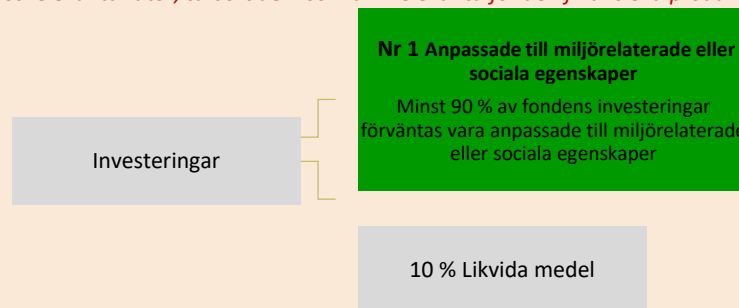 Nr 1 Anpassade till miljörelaterade eller
sociala egenskaper
Minst 90 % av fondens investeringar
förväntas vara anpassade till miljörelaterade
eller sociala egenskaper
Investeringar
10 % Likvida medel